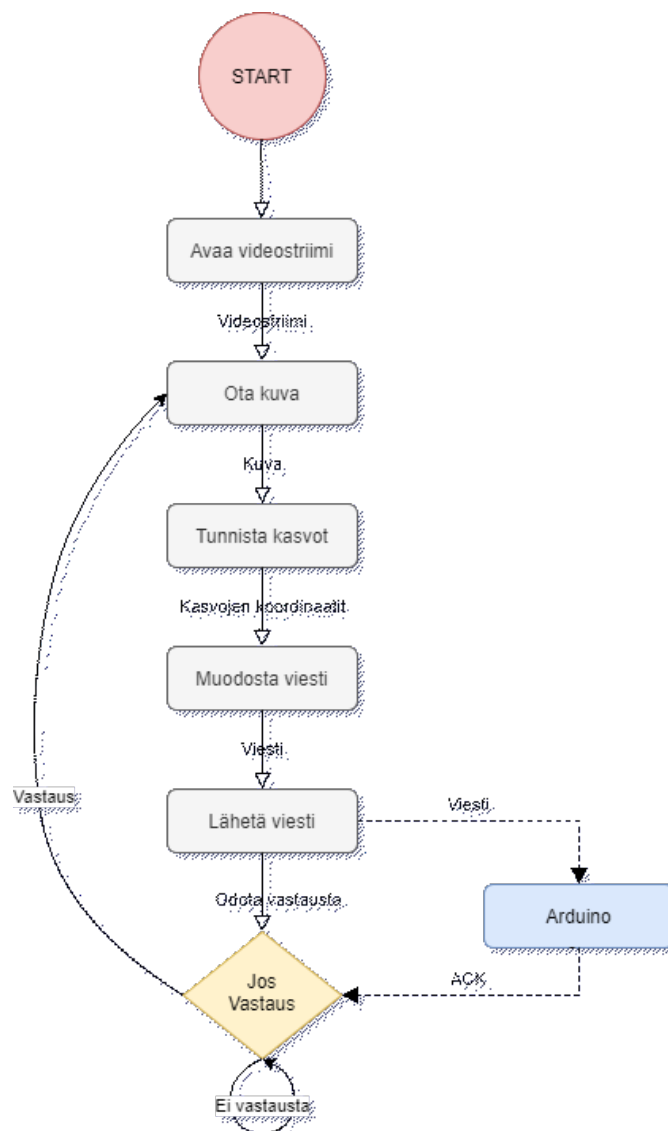 START
Avaa videostriimi
Videostriimi
Ota kuva
Kuva
Tunnista kasvot
Kasvojen koordinaatit
Muodosta viesti
Viesti
Vastaus
Lähetä viesti
Viesti
Odota vastausta
Arduino
Jos
Vastaus
ACK
Ei vastausta